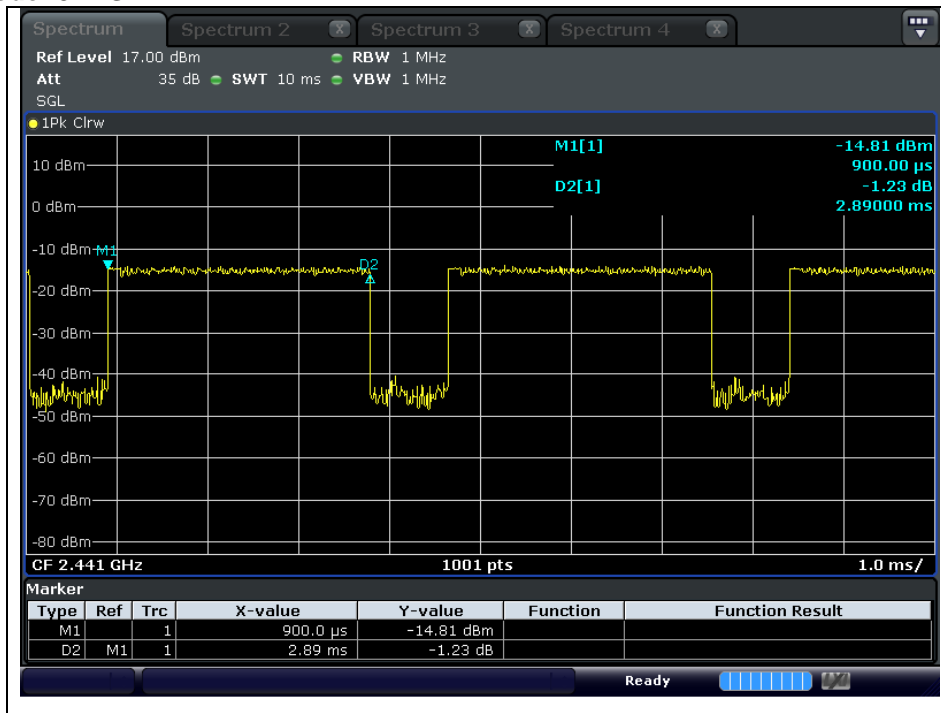 Spectrum Spectrum 2 X Spectrum 3 X Spectrum 4 X
Ref Level 17.00 dBm RBW 1 MHz
Att 35 dB SWT 10 ms VBW 1 MHz
SGL
1Pk Clrw
M1[1] -14.81 dBm
900.00 µs
D2[1] -1.23 dB
2.89000 ms
10 dBm
0 dBm
-10 dBm
M1
D2
-20 dBm
-30 dBm
-40 dBm
-50 dBm
-60 dBm
-70 dBm
-80 dBm
CF 2.441 GHz 1001 pts 1.0 ms/
Marker
Type Ref Trc X-value Y-value Function Function Result
M1 1 900.0 µs -14.81 dBm
D2 M1 1 2.89 ms -1.23 dB
Ready